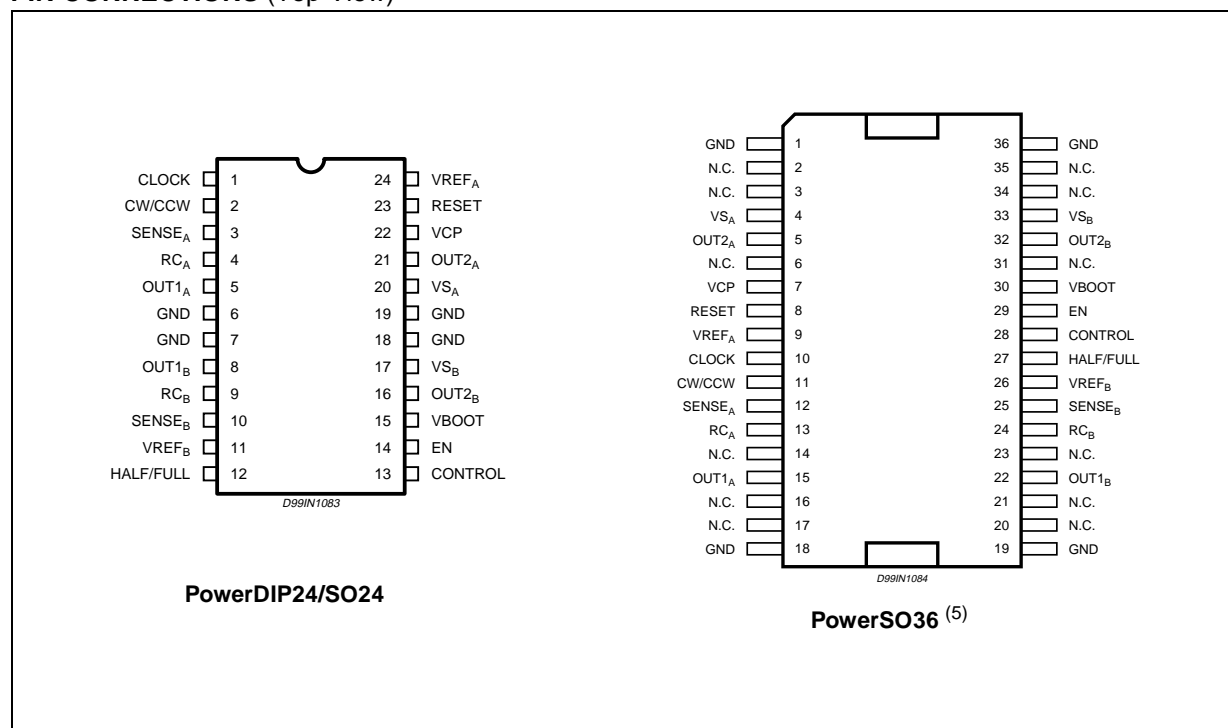 CLOCK 1 24 VREFA
CW/CCW 2 23 RESET
SENSEA 3 22 VCP
RCA 4 21 OUT2A
OUT1A 5 20 VSA
GND 6 19 GND
GND 7 18 GND
OUT1B 8 17 VSB
RCB 9 16 OUT2B
SENSEB 10 15 VBOOT
VREFB 11 14 EN
HALF/FULL 12 13 CONTROL
D99IN1083
PowerDIP24/SO24
GND 1 36 GND
N.C. 2 35 N.C.
N.C. 3 34 N.C.
VSA 4 33 VSB
OUT2A 5 32 OUT2B
N.C. 6 31 N.C.
VCP 7 30 VBOOT
RESET 8 29 EN
VREFA 9 28 CONTROL
CLOCK 10 27 HALF/FULL
CW/CCW 11 26 VREFB
SENSEA 12 25 SENSEB
RCA 13 24 RCB
N.C. 14 23 N.C.
OUT1A 15 22 OUT1B
N.C. 16 21 N.C.
N.C. 17 20 N.C.
GND 18 19 GND
D99IN1084
PowerSO36 (5)